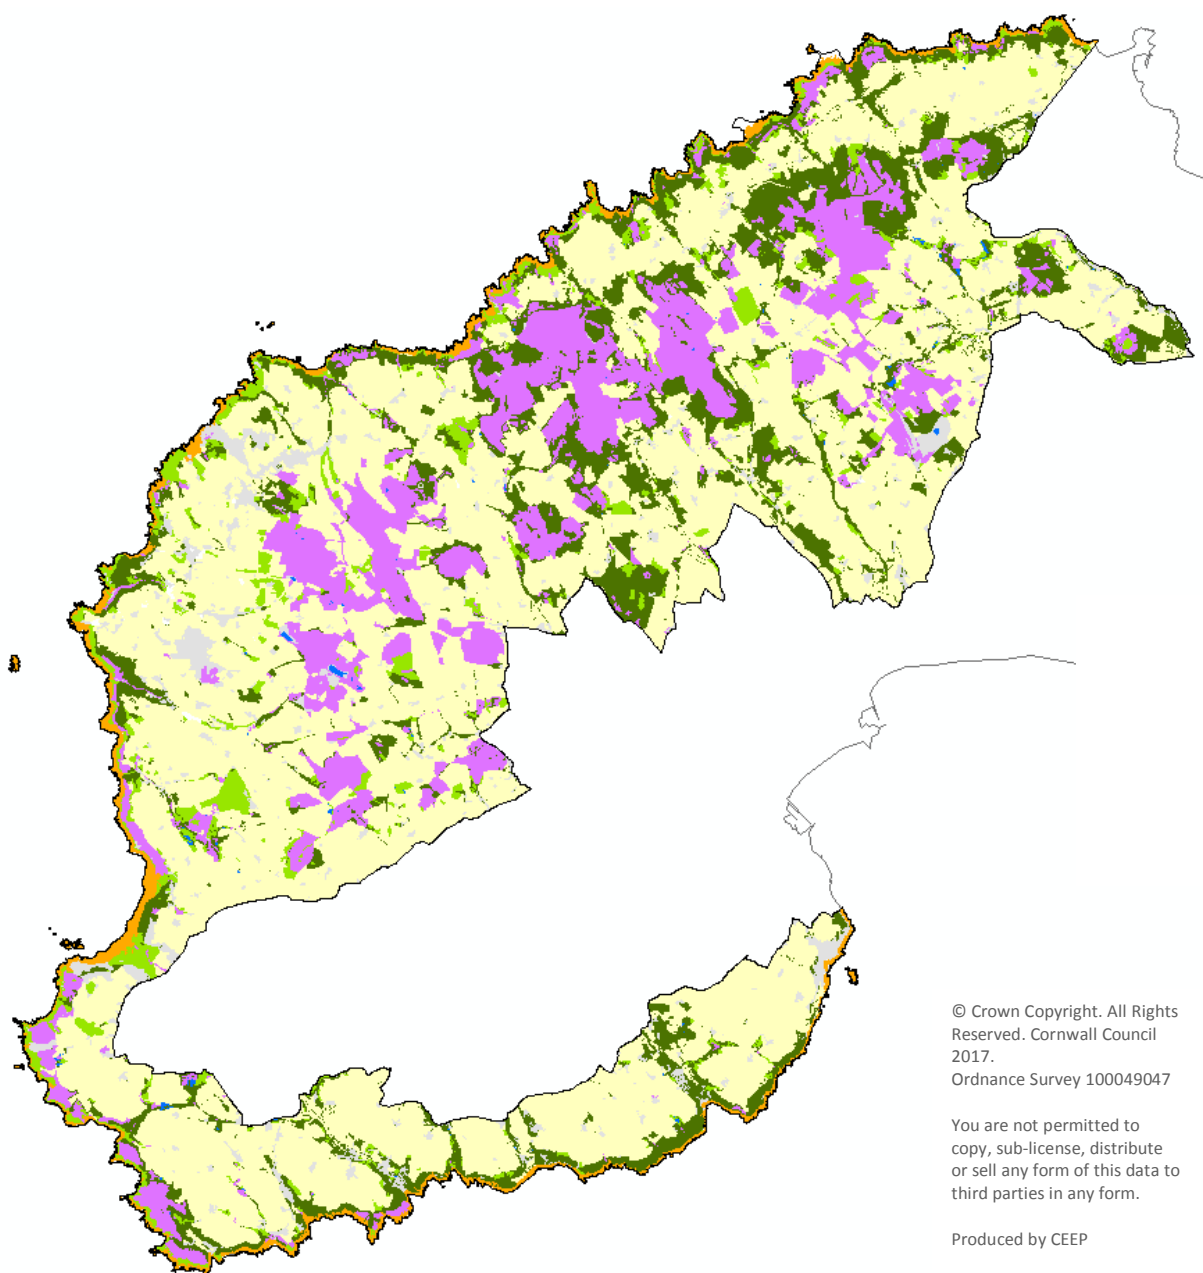 © Crown Copyright. All Rights
Reserved. Cornwall Council
2017.
Ordnance Survey 100049047
You are not permitted to
copy, sub-license, distribute
or sell any form of this data to
third parties in any form.
Produced by CEEP